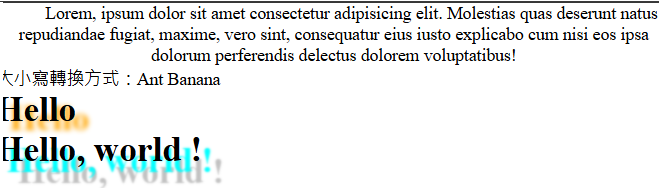 Lorem, ipsum dolor sit amet consectetur adipisicing elit. Molestias quas deserunt natus
repudiandae fugiat, maxime, vero sint, consequatur eius iusto explicabo cum nisi eos ipsa
dolorum perferendis delectus dolorem voluptatibus!
大小寫轉換方式：Ant Banana
Hello
Hello, world !